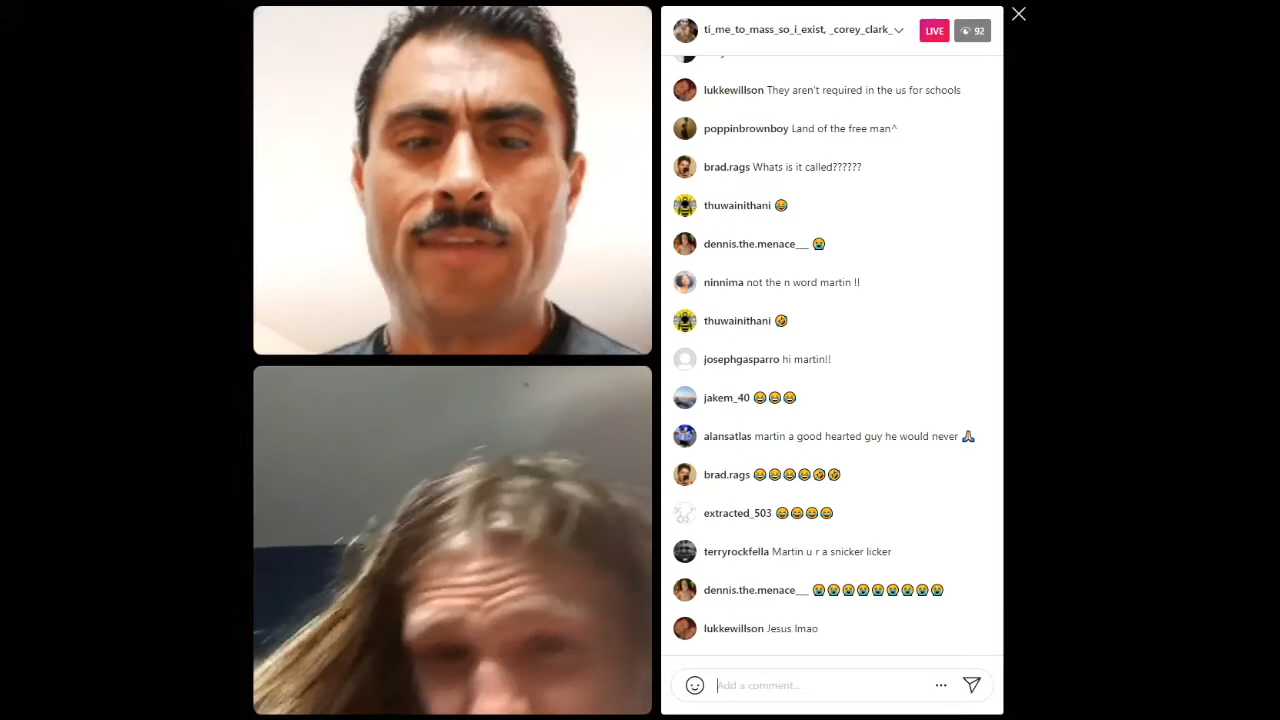 ti_me_to_mass_so_i_exist, _corey_clark_
LIVE
92
lukkewillson They aren't required in the us for schools
poppinbrownboy Land of the free man^
brad.rags Whats is it called??????
thuwainithani 😂
dennis.the.menace__ 😭
ninnima not the n word martin !!
thuwainithani 🤣
josephgasparro hi martin!!
jakem_40 😂😂😂
alansatlas martin a good hearted guy he would never 🙏🏼
brad.rags 😂😂😂😂🤣🤣
extracted_503 😂😂😂😂
terryrockfella Martin u r a snicker licker
dennis.the.menace__ 😭😭😭😭😭😭😭😭😭
lukkewillson Jesus lmao
Add a comment...